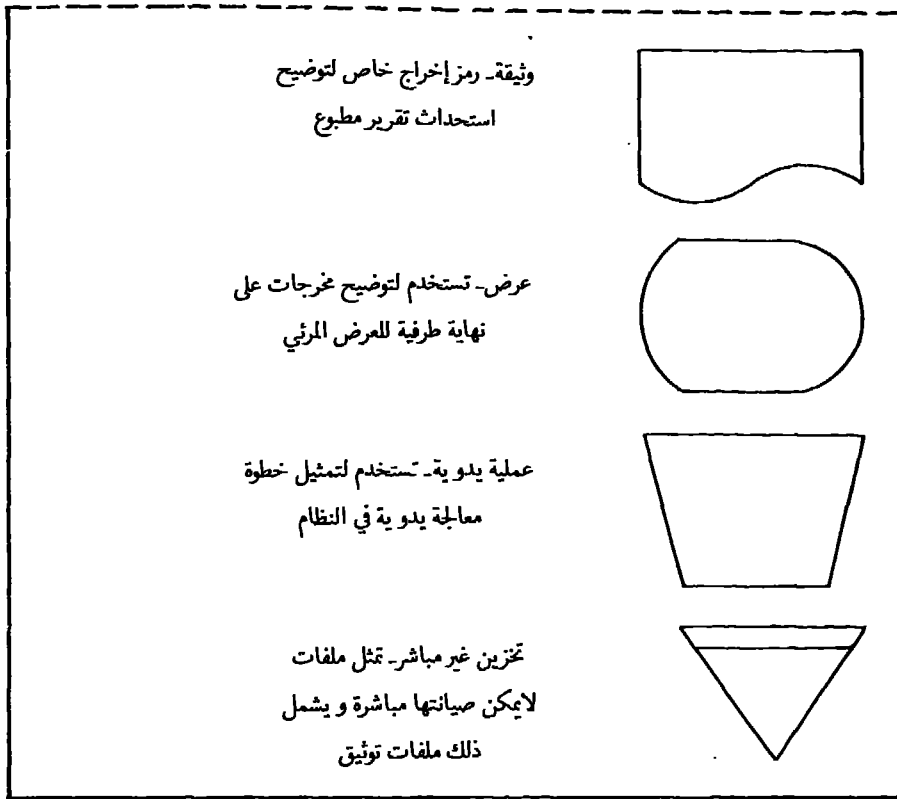 وثيقة- رمز إخراج خاص لتوضيح
استحداث تقرير مطبوع
عرض- تستخدم لتوضيح مخرجات على
نهاية طرفية للعرض المرئي
عملية يدوية- تستخدم لتمثيل خطوة
معالجة يدوية في النظام
تخزين غير مباشر- تمثل ملفات
لايمكن صيانتها مباشرة ويشمل
ذلك ملفات توثيق